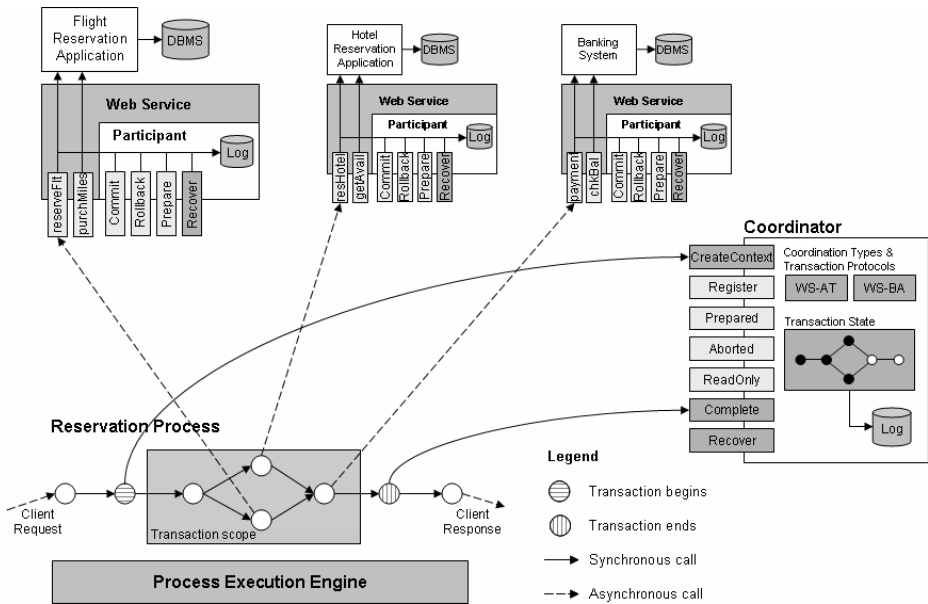 Flight
Reservation
Application
DBMS
Web Service
Participant
Log
reserveFlt
purchMiles
Commit
Rollback
Prepare
Recover
Hotel
Reservation
Application
DBMS
Web Service
Participant
Log
resHotel
getAvail
Commit
Rollback
Prepare
Recover
Banking
System
DBMS
Web Service
Participant
Log
payment
chkBal
Commit
Rollback
Prepare
Recover
Coordinator
CreateContext
Register
Prepared
Aborted
ReadOnly
Complete
Recover
Coordination Types &
Transaction Protocols
WS-AT
WS-BA
Transaction State
Log
Reservation Process
Client
Request
Transaction scope
Client
Response
Process Execution Engine
Legend
Transaction begins
Transaction ends
Synchronous call
Asynchronous call